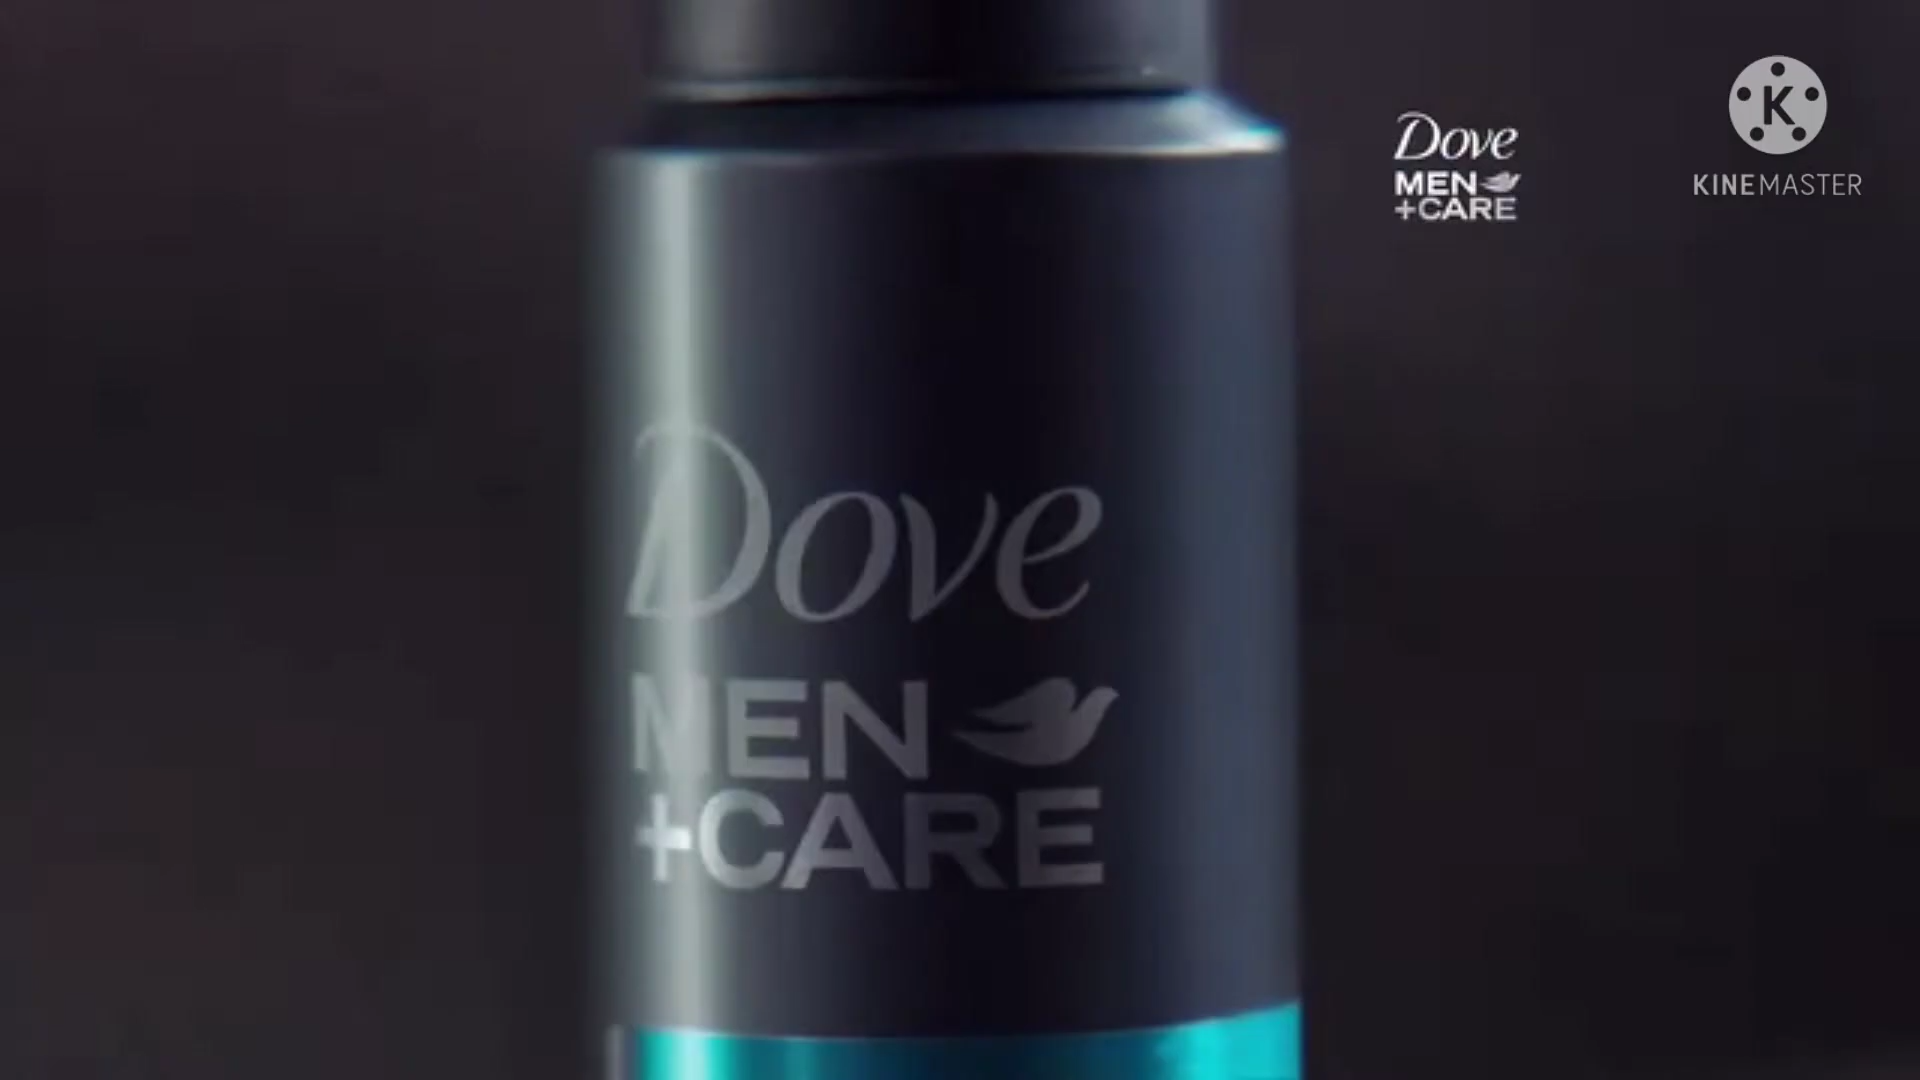 Dove
MEN
+CARE
Dove
MEN
+CARE
K
KINEMASTER